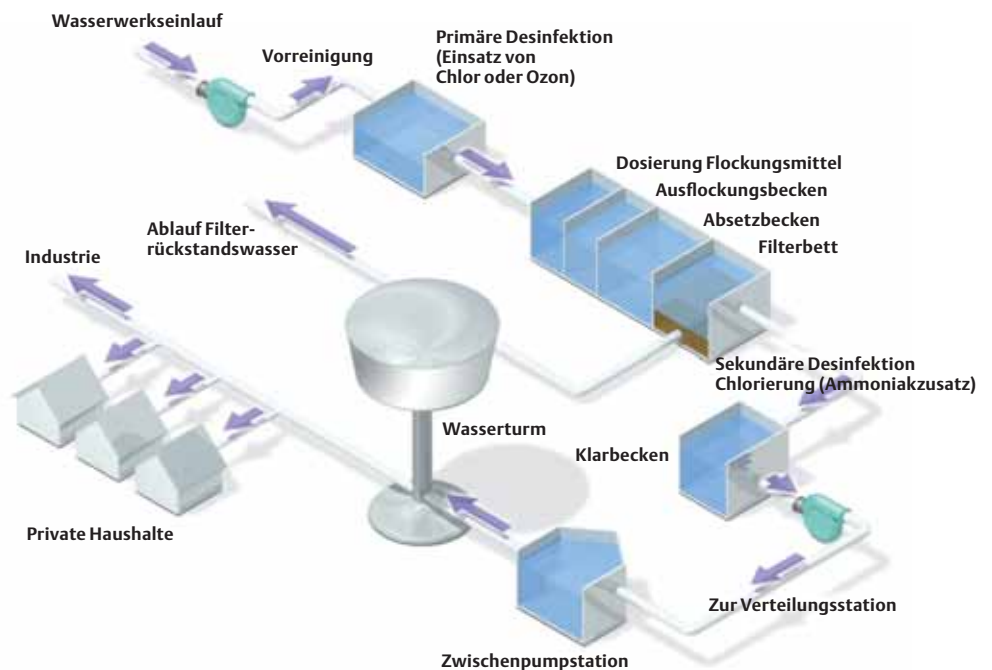 Wasserwerkseinlauf
Vorreinigung
Primäre Desinfektion
(Einsatz von
Chlor oder Ozon)
Dosierung Flockungsmittel
Ausflockungsbecken
Absetzbecken
Filterbett
Ablauf Filter-
rückstandswasser
Industrie
Sekundäre Desinfektion
Chlorierung (Ammoniakzusatz)
Wasserturm
Klarbecken
Private Haushalte
Zur Verteilungsstation
Zwischenpumpstation